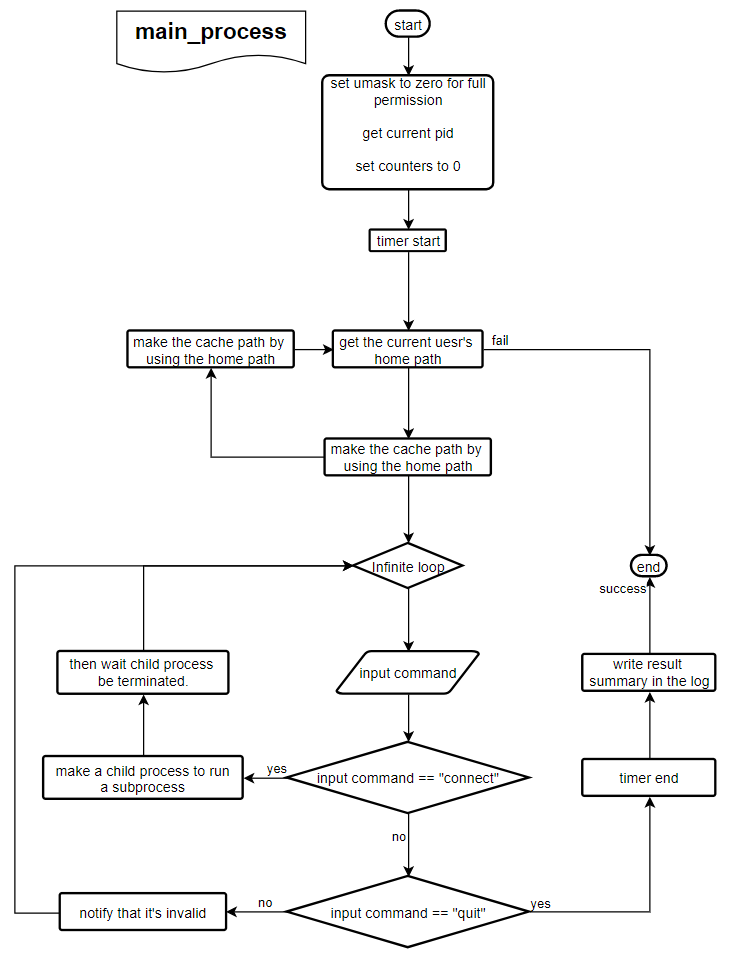 main_process
start
set umask to zero for full
permission
get current pid
set counters to 0
timer start
make the cache path by
using the home path
get the current uesr's
home path
fail
make the cache path by
using the home path
Infinite loop
end
success
then wait child process
be terminated.
input command
write result
summary in the log
make a child process to run
a subprocess
yes
input command == "connect"
timer end
no
notify that it's invalid
no
input command == "quit"
yes